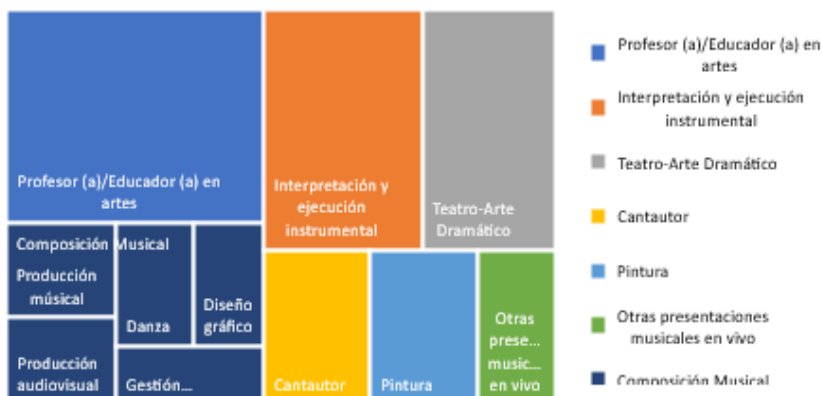 Profesor (a)/Educador (a) en
artes
Interpretación y
ejecución
instrumental
Teatro-Arte
Dramático
Composición Musical
Producción
músical
Danza
Diseño
gráfico
Producción
audiovisual
Gestión...
Cantautor
Pintura
Otras
prese...
music...
en vivo
Profesor (a)/Educador (a) en
artes
Interpretación y ejecución
instrumental
Teatro-Arte Dramático
Cantautor
Pintura
Otras presentaciones
musicales en vivo
Composición Musical